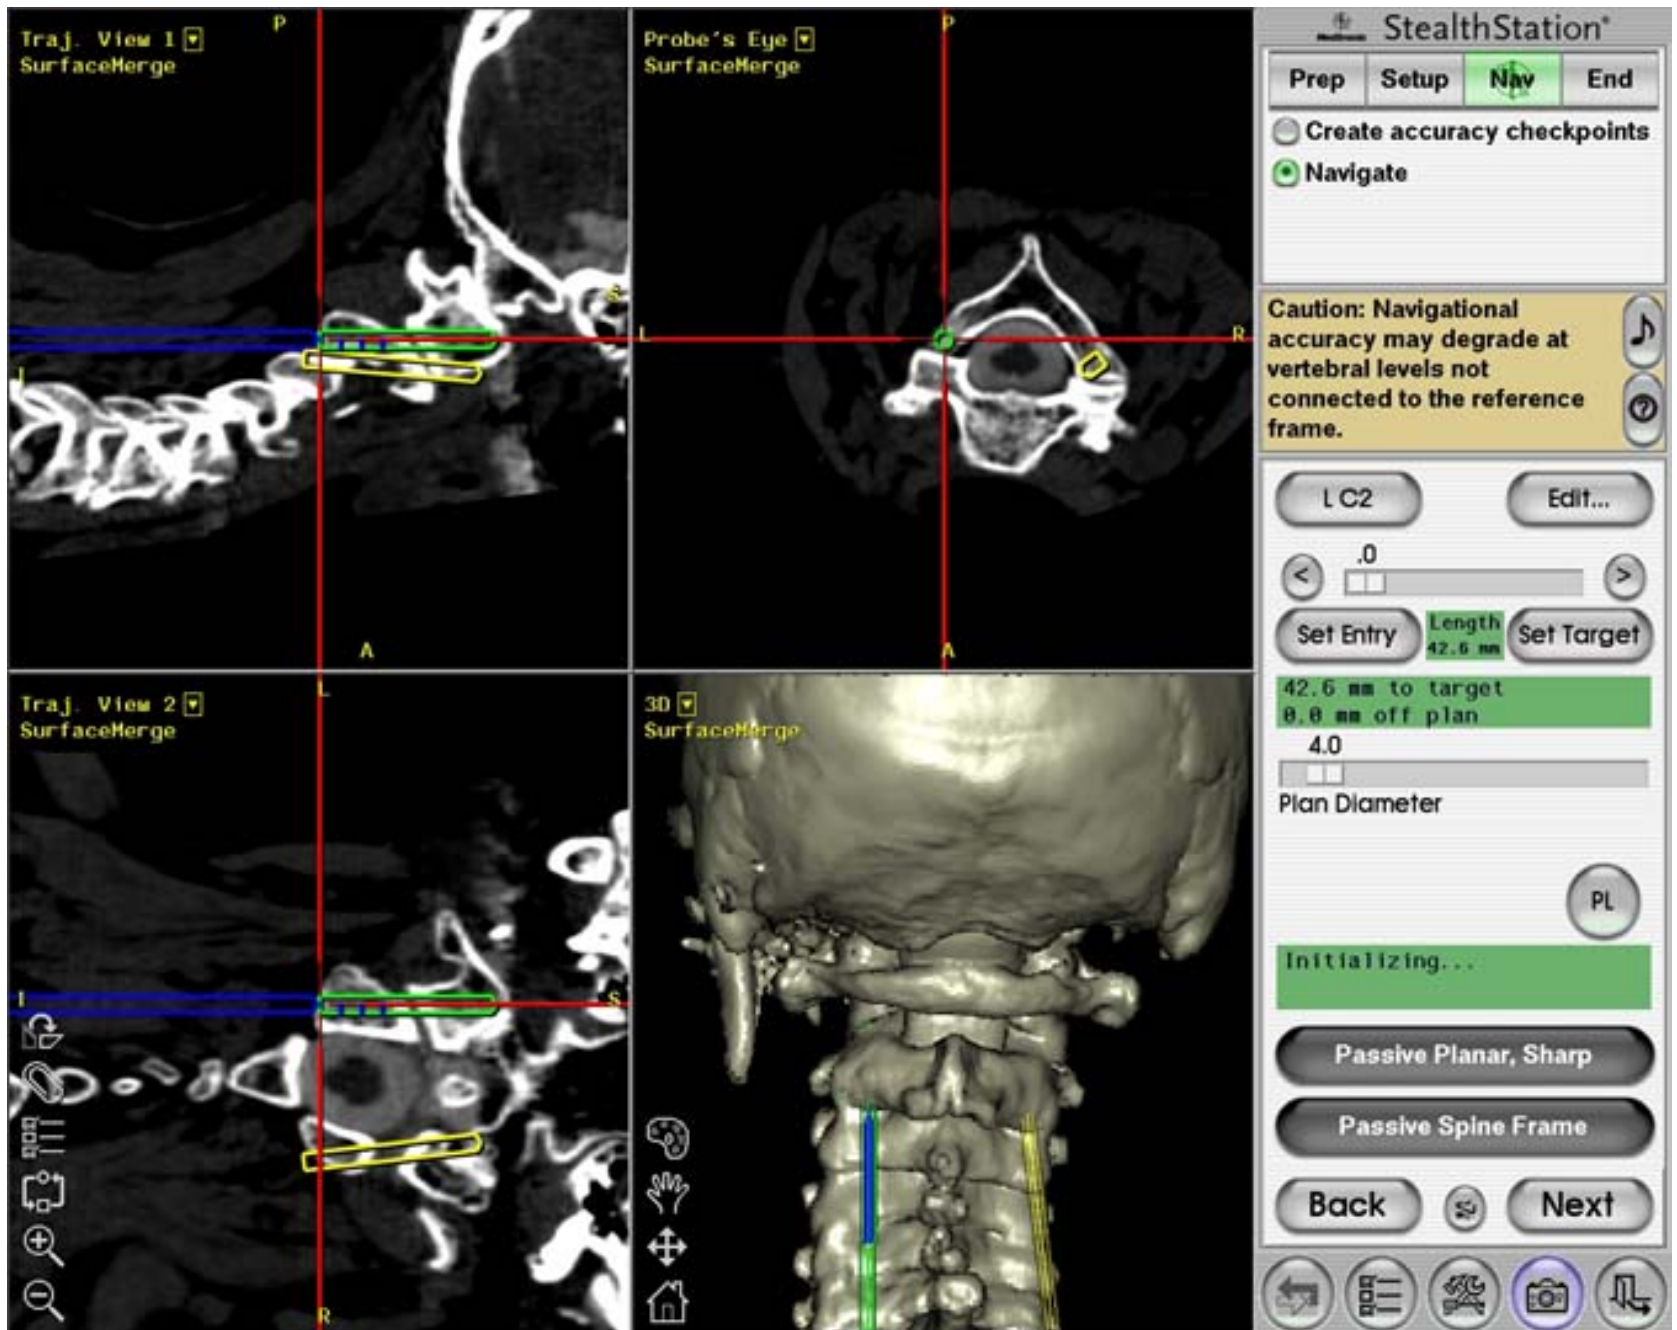 Traj. View 1
SurfaceMerge
P
S
I
A
Probe's Eye
SurfaceMerge
P
L
R
A
Traj. View 2
SurfaceMerge
L
I
S
R
3D
SurfaceMerge
StealthStation®
Prep
Setup
Nav
End
Create accuracy checkpoints
Navigate
Caution: Navigational
accuracy may degrade at
vertebral levels not
connected to the reference
frame.
L C2
Edit...
.0
<
>
Set Entry
Length
42.6 mm
Set Target
42.6 mm to target
0.0 mm off plan
4.0
Plan Diameter
PL
Initializing...
Passive Planar, Sharp
Passive Spine Frame
Back
Next